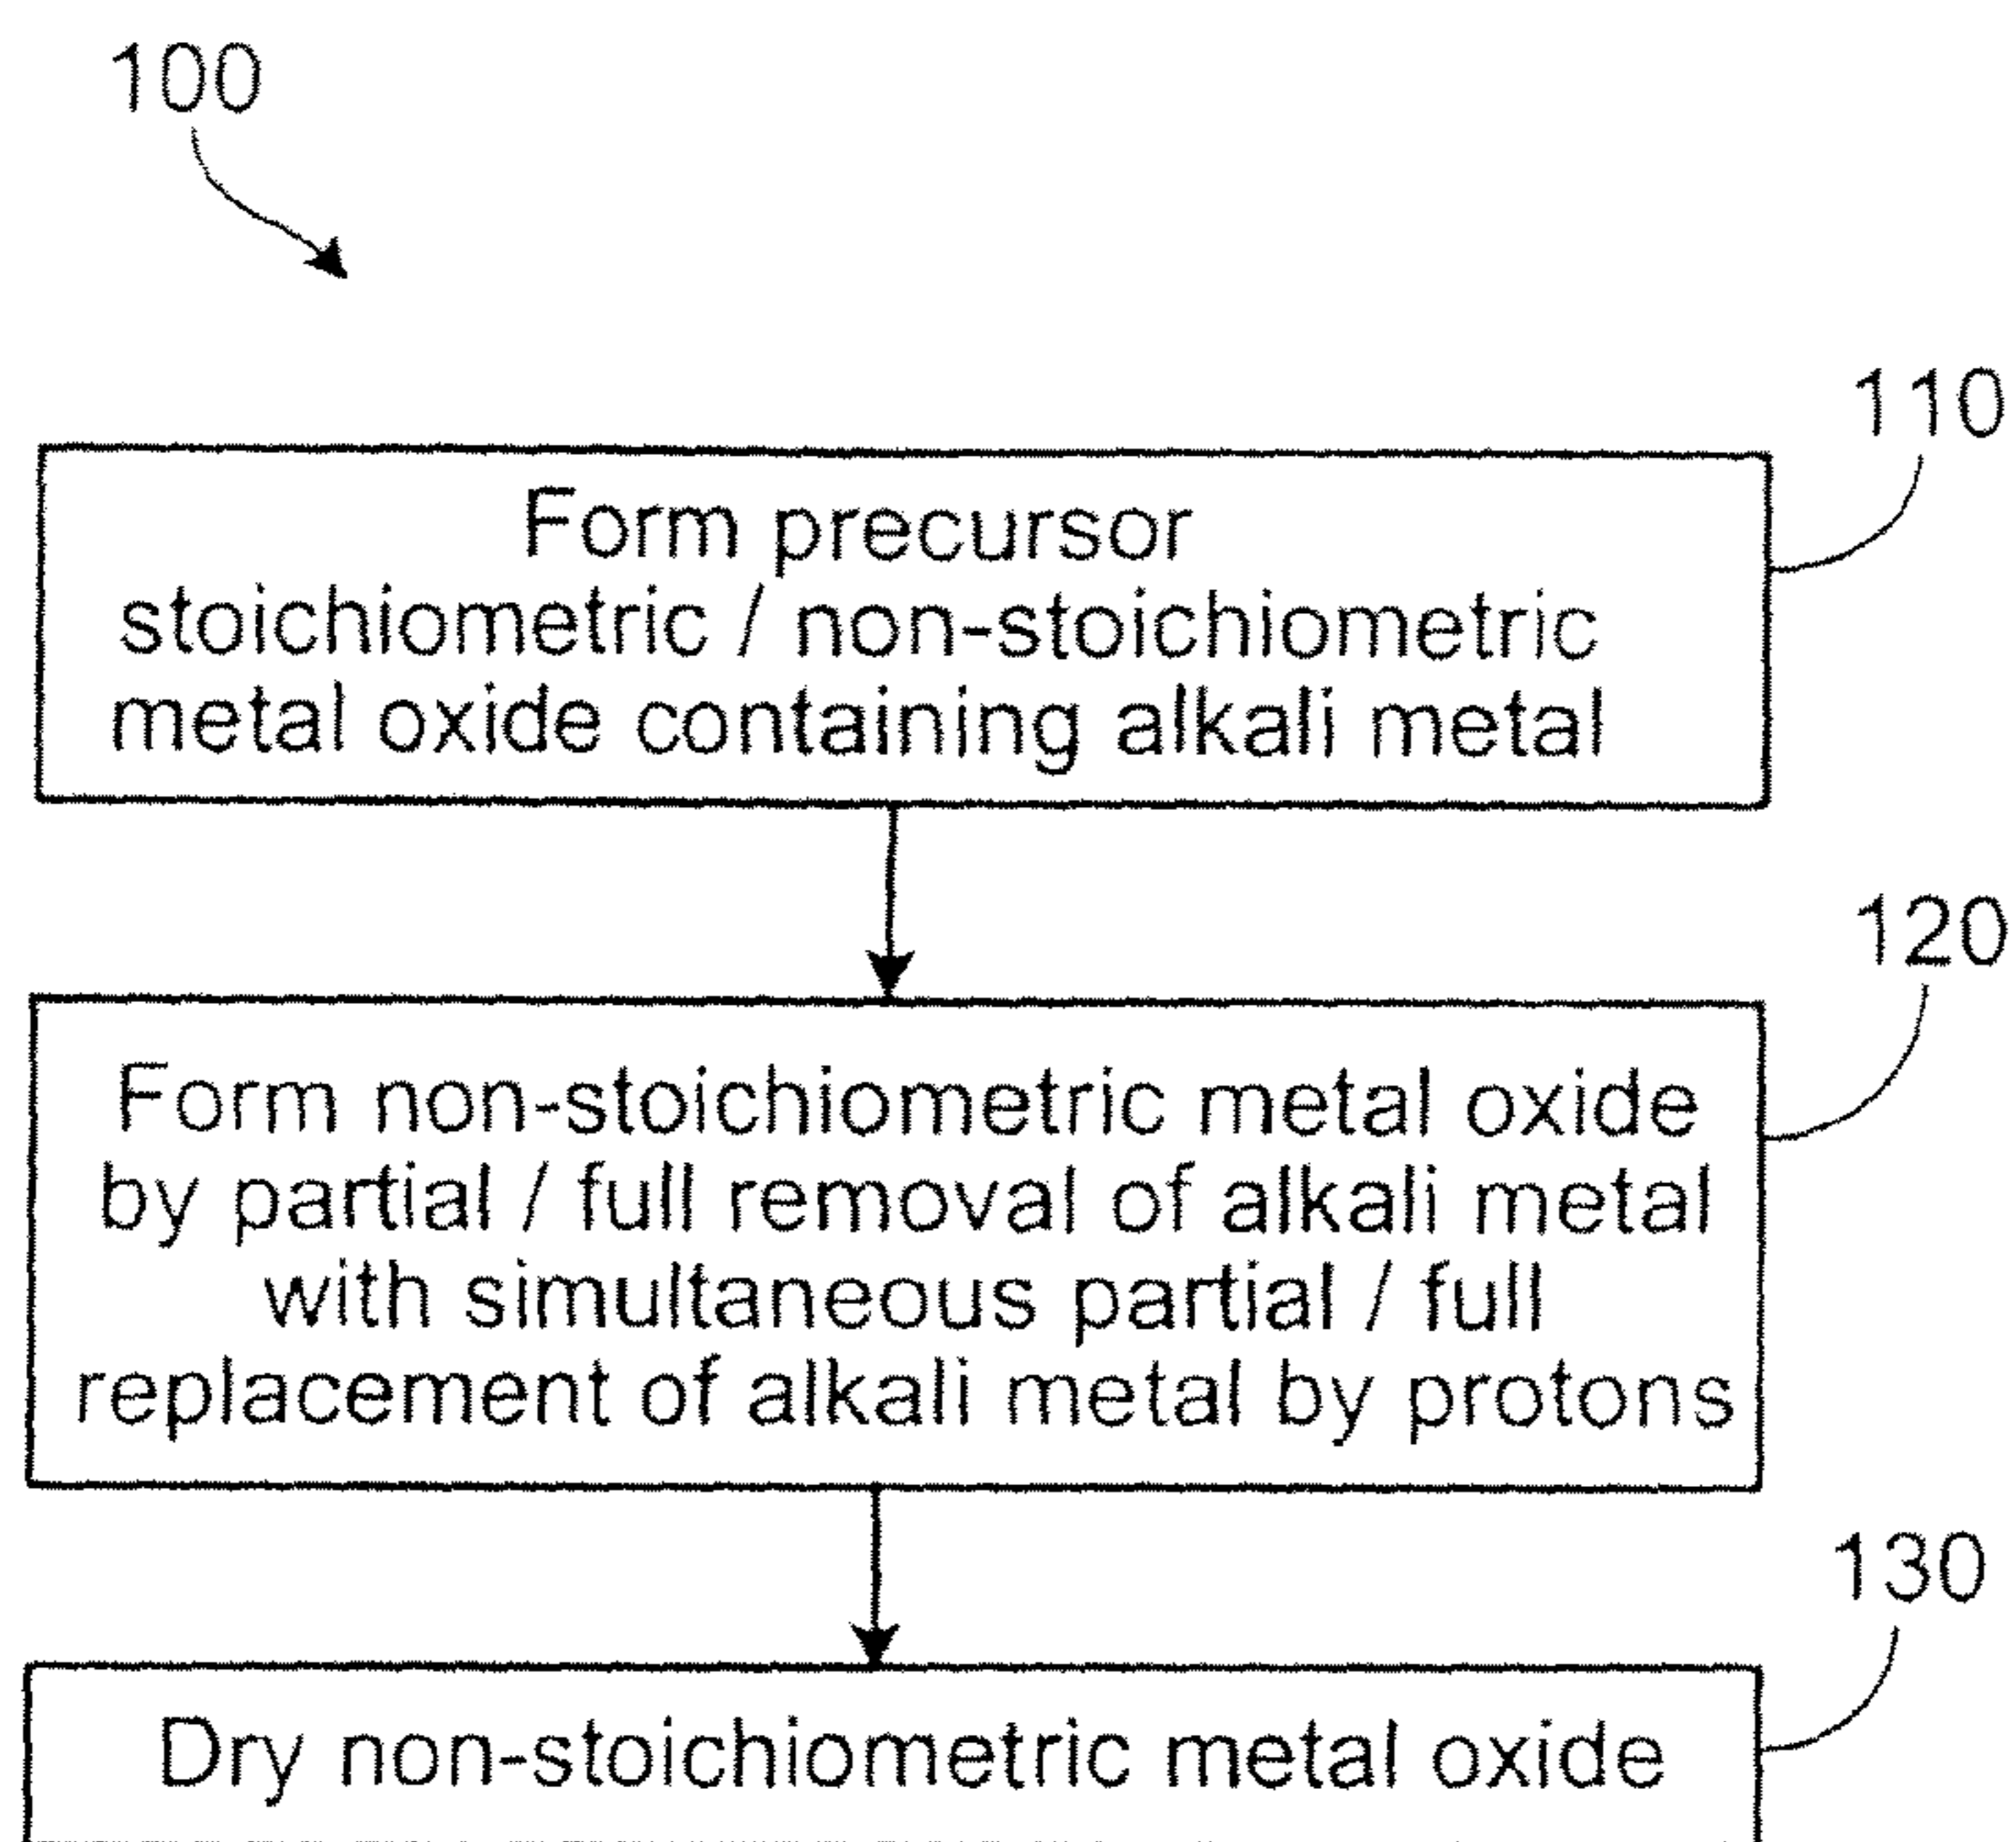 100
110
Form precursor
stoichiometric / non-stoichiometric
metal oxide containing alkali metal
120
Form non-stoichiometric metal oxide
by partial / full removal of alkali metal
with simultaneous partial / full
replacement of alkali metal by protons
130
Dry non-stoichiometric metal oxide